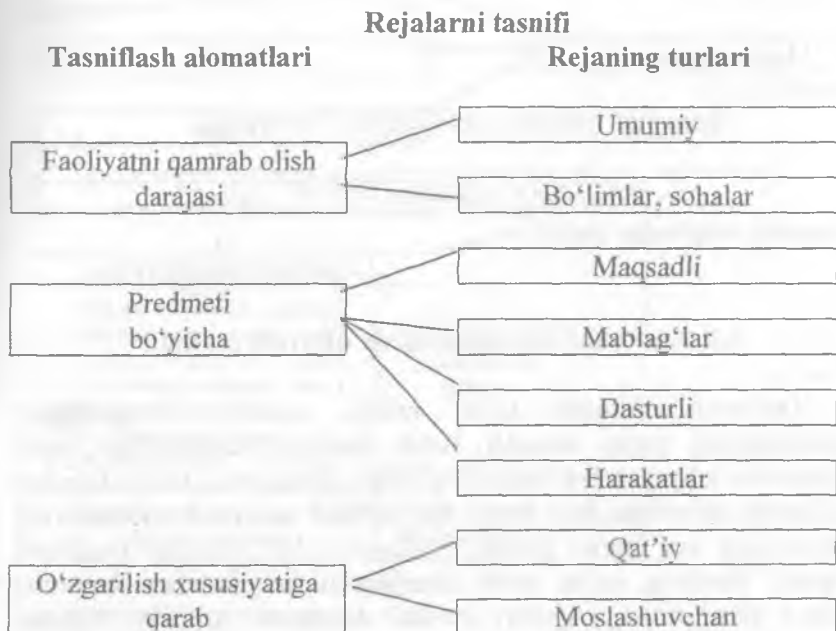 Rejalarni tasnifi
Tasniflash alomatlari
Rejaning turlari
Faoliyatni qamrab olish
darajasi
Umumiy
Bo‘limlar, sohalar
Predmeti
bo‘yicha
Maqsadli
Mablag‘lar
Dasturli
Harakatlar
O‘zgarilish xususiyatiga
qarab
Qat’iy
Moslashuvchan